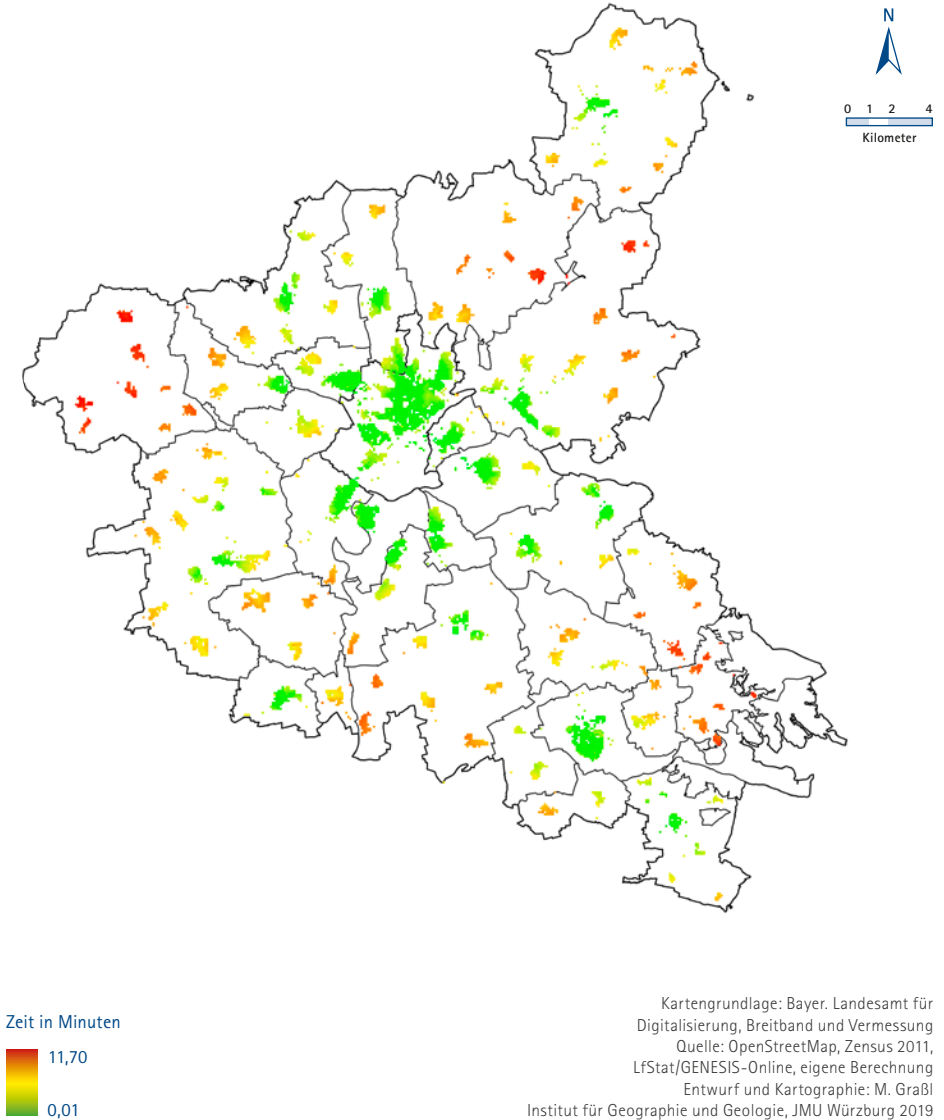 N
0 1 2 4
Kilometer
Zeit in Minuten
11,70
0,01
Kartengrundlage: Bayer. Landesamt für
Digitalisierung, Breitband und Vermessung
Quelle: OpenStreetMap, Zensus 2011,
LfStat/GENESIS-Online, eigene Berechnung
Entwurf und Kartographie: M. Graßl
Institut für Geographie und Geologie, JMU Würzburg 2019